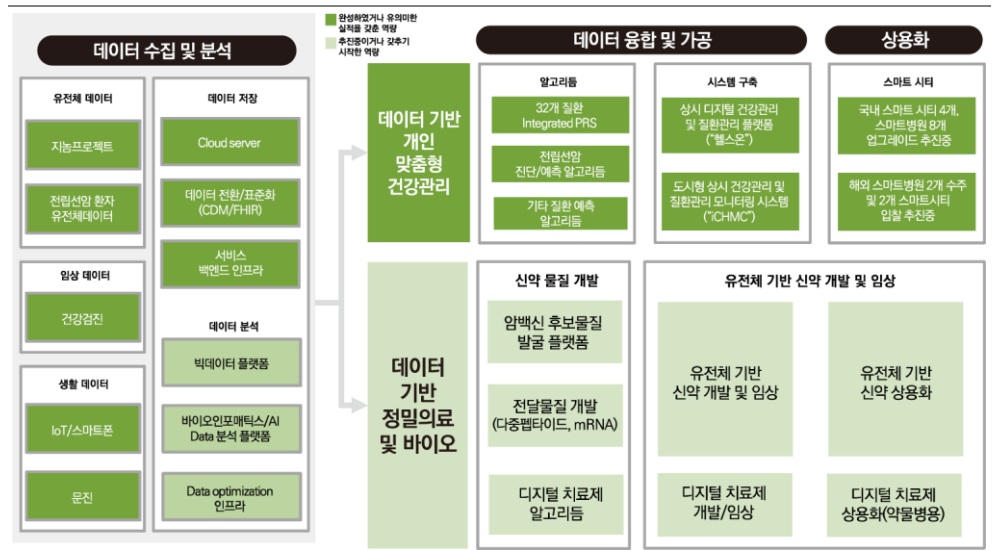 완성하였거나 유의미한
실적을 갖춘 역량
추진중이거나 갖추기
시작한 역량
데이터 수집 및 분석
유전체 데이터
지놈프로젝트
전립선암 환자
유전체데이터
임상 데이터
건강검진
생활 데이터
IoT/스마트폰
문진
데이터 저장
Cloud server
데이터 전환/표준화
(CDM/FHIR)
서비스
백엔드 인프라
데이터 분석
빅데이터 플랫폼
바이오인포매틱스/AI
Data 분석 플랫폼
Data optimization
인프라
데이터 기반
개인
맞춤형
건강관리
데이터
기반
정밀의료
및 바이오
데이터 융합 및 가공
알고리듬
32개 질환
Integrated PRS
전립선암
진단/예측 알고리듬
기타 질환 예측
알고리듬
시스템 구축
상시 디지털 건강관리
및 질환관리 플랫폼
("헬스온")
도시형 상시 건강관리 및
질환관리 모니터링 시스템
("iCHMC")
상용화
스마트 시티
국내 스마트 시티 4개,
스마트병원 8개
업그레이드 추진중
해외 스마트병원 2개 수주
및 2개 스마트시티
입찰 추진중
신약 물질 개발
암백신 후보물질
발굴 플랫폼
전달물질 개발
(다중펩타이드, mRNA)
디지털 치료제
알고리듬
유전체 기반 신약 개발 및 임상
유전체 기반
신약 개발 및 임상
유전체 기반
신약 상용화
디지털 치료제
개발/임상
디지털 치료제
상용화(약물병용)